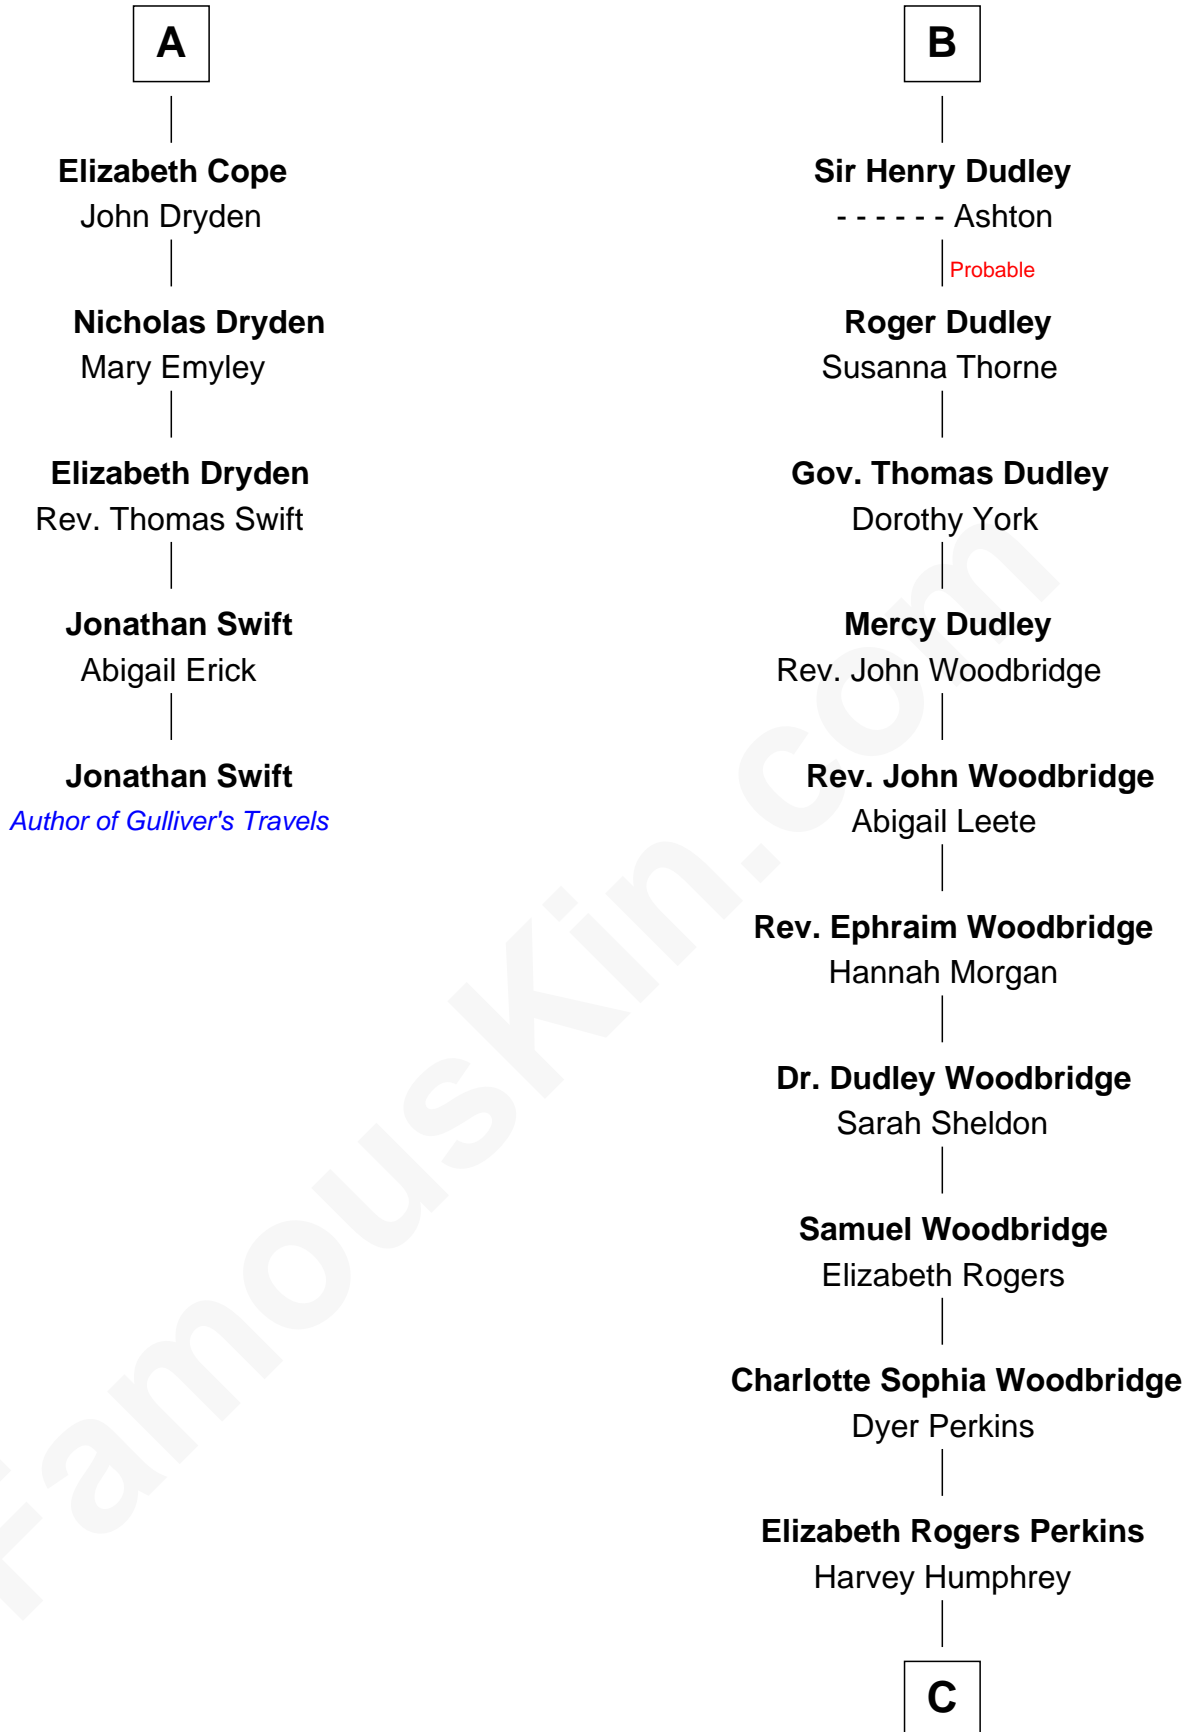 A
Elizabeth Cope
John Dryden
Nicholas Dryden
Mary Emyley
Elizabeth Dryden
Rev. Thomas Swift
Jonathan Swift
Abigail Erick
Jonathan Swift
Author of Gulliver's Travels
B
Sir Henry Dudley
- - - - - - Ashton
Probable
Roger Dudley
Susanna Thorne
Gov. Thomas Dudley
Dorothy York
Mercy Dudley
Rev. John Woodbridge
Rev. John Woodbridge
Abigail Leete
Rev. Ephraim Woodbridge
Hannah Morgan
Dr. Dudley Woodbridge
Sarah Sheldon
Samuel Woodbridge
Elizabeth Rogers
Charlotte Sophia Woodbridge
Dyer Perkins
Elizabeth Rogers Perkins
Harvey Humphrey
C
FamousKin.com